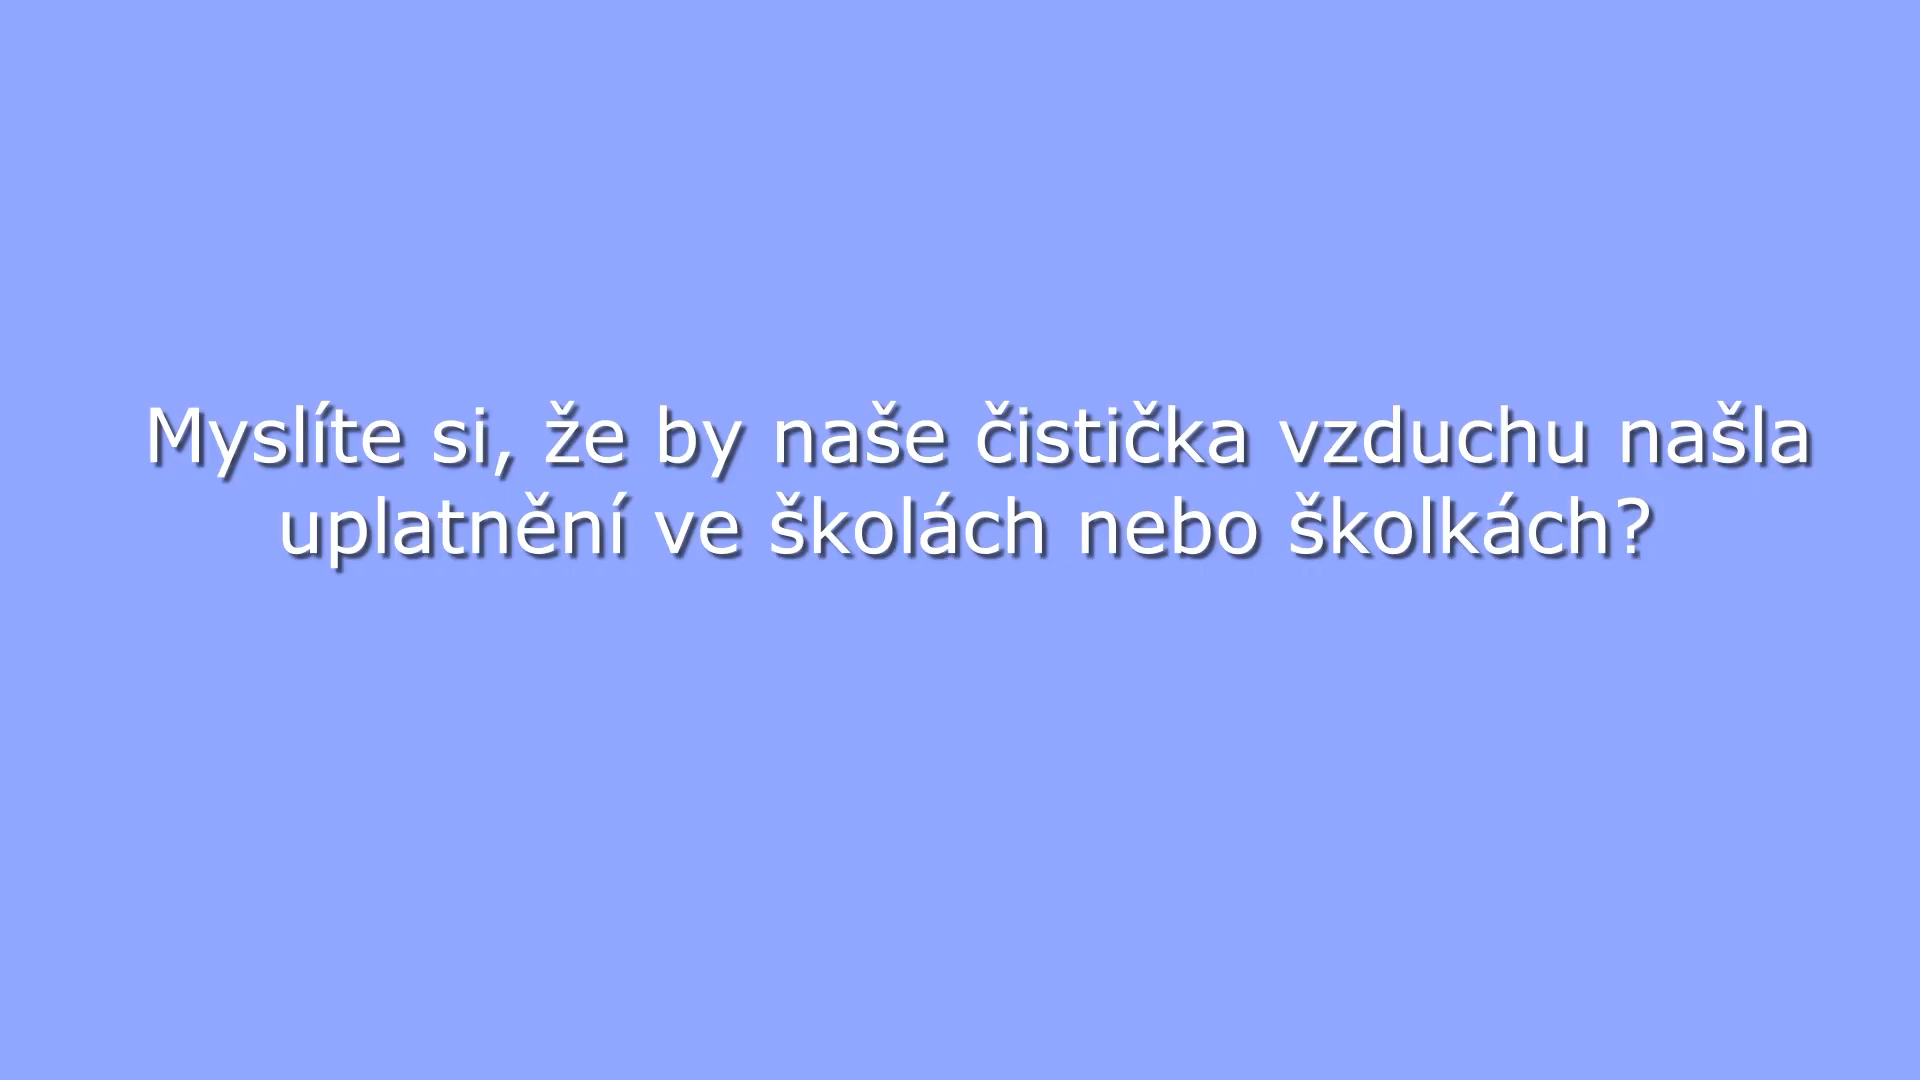 Myslíte si, že by naše čistička vzduchu našla
uplatnění ve školách nebo školkách?